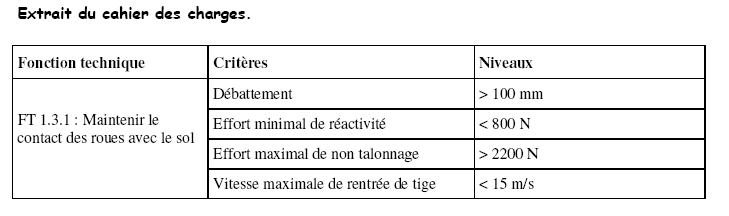 Extrait du cahier des charges.
Fonction technique Critères Niveaux
Débattement > 100 mm
FT 1.3.1 : Maintenir le
contact des roues avec le sol
Effort minimal de réactivité < 800 N
Effort maximal de non talonnage > 2200 N
Vitesse maximale de rentrée de tige < 15 m/s